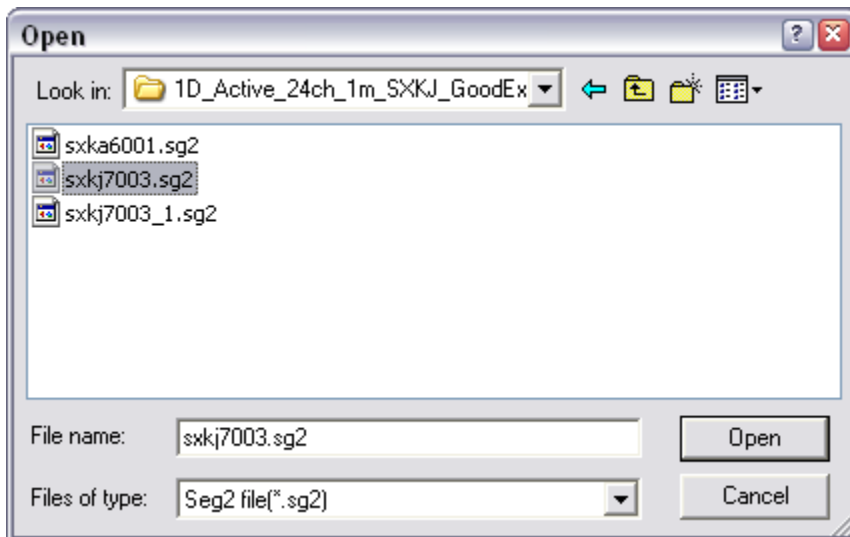 Open
Look in: 1D_Active_24ch_1m_SXKJ_GoodEx
sxka6001.sg2
sxkj7003.sg2
sxkj7003_1.sg2
File name: sxkj7003.sg2 Open
Files of type: Seg2 file(*.sg2) Cancel